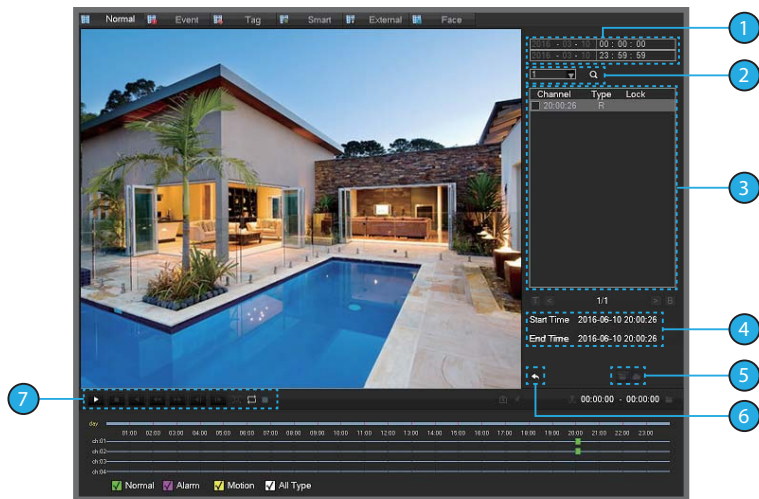 Normal Event Tag Smart External Face
2016 - 03 - 10 00 : 00 : 00
2016 - 03 - 10 23 : 59 : 59
1
Channel Type Lock
20:00:26 R
1/1
Start Time 2016-06-10 20:00:26
End Time 2016-06-10 20:00:26
00:00:00 - 00:00:00
day
01:00 02:00 03:00 04:00 05:00 06:00 07:00 08:00 09:00 10:00 11:00 12:00 13:00 14:00 15:00 16:00 17:00 18:00 19:00 20:00 21:00 22:00 23:00
ch:01
ch:02
ch:03
ch:04
Normal Alarm Motion All Type
1
2
3
4
5
6
7